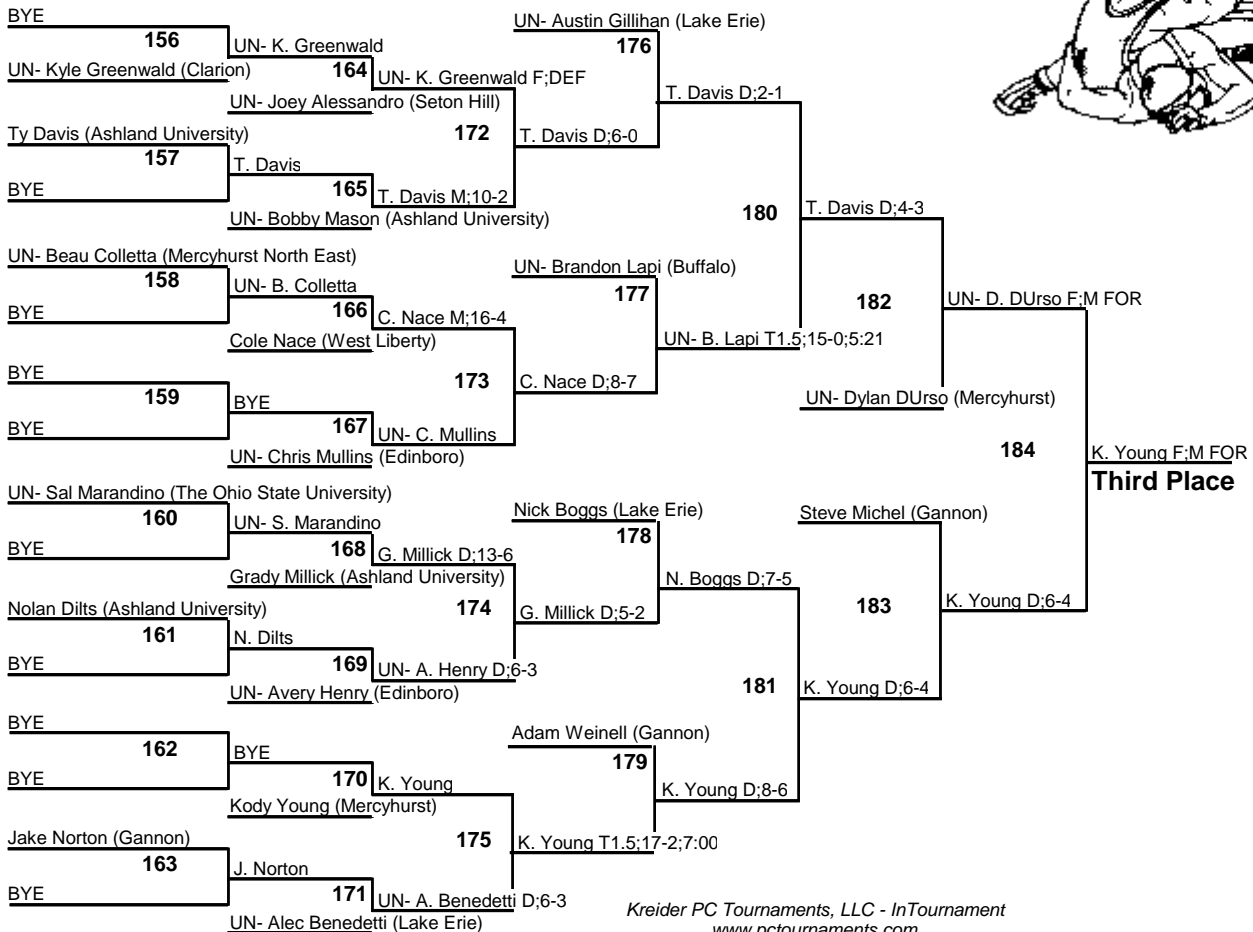 BYE
156
UN- Kyle Greenwald (Clarion)
UN- K. Greenwald
164
UN- Joey Alessandro (Seton Hill)
UN- K. Greenwald F;DEF
Ty Davis (Ashland University)
157
BYE
T. Davis
165
UN- Bobby Mason (Ashland University)
T. Davis M;10-2
172
T. Davis D;6-0
UN- Austin Gillihan (Lake Erie)
176
T. Davis D;2-1
UN- Beau Colletta (Mercyhurst North East)
158
BYE
UN- B. Colletta
166
Cole Nace (West Liberty)
C. Nace M;16-4
BYE
159
BYE
BYE
167
UN- Chris Mullins (Edinboro)
UN- C. Mullins
173
C. Nace D;8-7
UN- Brandon Lapi (Buffalo)
177
UN- B. Lapi T1.5;15-0;5:21
180
T. Davis D;4-3
182
UN- Dylan DUrso (Mercyhurst)
UN- D. DUrso F;M FOR
UN- Sal Marandino (The Ohio State University)
160
BYE
UN- S. Marandino
168
Grady Millick (Ashland University)
G. Millick D;13-6
Nolan Dilts (Ashland University)
161
BYE
N. Dilts
169
UN- Avery Henry (Edinboro)
UN- A. Henry D;6-3
174
G. Millick D;5-2
Nick Boggs (Lake Erie)
178
N. Boggs D;7-5
BYE
162
BYE
BYE
170
Kody Young (Mercyhurst)
K. Young
Jake Norton (Gannon)
163
BYE
J. Norton
171
UN- Alec Benedetti (Lake Erie)
UN- A. Benedetti D;6-3
175
K. Young T1.5;17-2;7:00
Adam Weinell (Gannon)
179
K. Young D;8-6
181
K. Young D;6-4
Steve Michel (Gannon)
183
K. Young D;6-4
184
K. Young F;M FOR
Third Place
Kreider PC Tournaments, LLC - InTournament
www.pctournaments.com